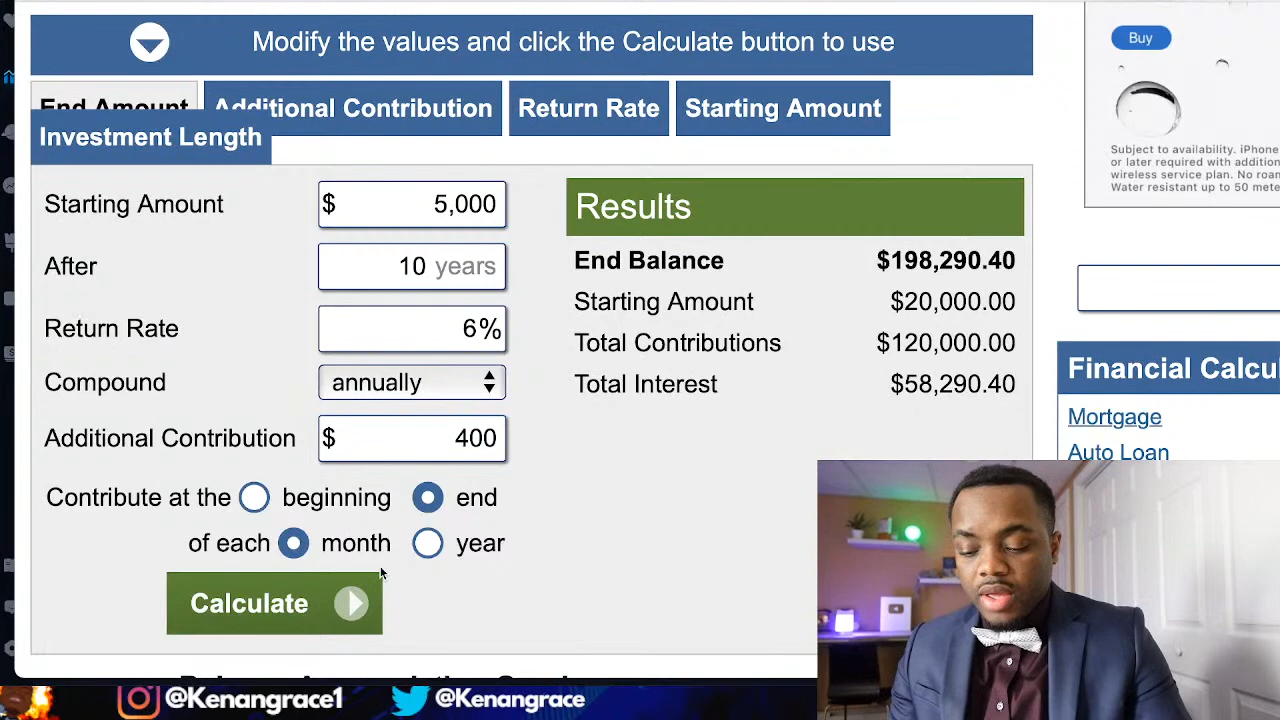 Modify the values and click the Calculate button to use
End Amount
Additional Contribution
Return Rate
Starting Amount
Investment Length
Starting Amount $ 5,000
After 10 years
Return Rate 6%
Compound annually
Additional Contribution $ 400
Contribute at the beginning end
of each month year
Calculate
Results
End Balance $198,290.40
Starting Amount $20,000.00
Total Contributions $120,000.00
Total Interest $58,290.40
Buy
Subject to availability. iPhone
or later required with addition
wireless service plan. No roam
Water resistant up to 50 mete
Financial Calcu
Mortgage
Auto Loan
@Kenangrace1
@Kenangrace